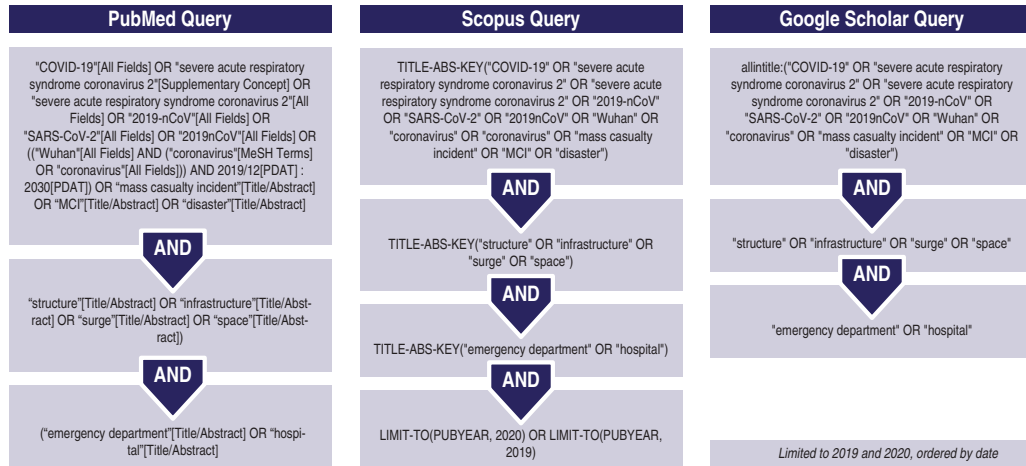 PubMed Query
"COVID-19"[All Fields] OR "severe acute respiratory
syndrome coronavirus 2"[Supplementary Concept] OR
"severe acute respiratory syndrome coronavirus 2"[All
Fields] OR "2019-nCoV"[All Fields] OR
"SARS-CoV-2"[All Fields] OR "2019nCoV"[All Fields] OR
(("Wuhan"[All Fields] AND ("coronavirus"[MeSH Terms]
OR "coronavirus"[All Fields])) AND 2019/12[PDAT] :
2030[PDAT]) OR “mass casualty incident”[Title/Abstract]
OR “MCI”[Title/Abstract] OR “disaster”[Title/Abstract]
AND
“structure”[Title/Abstract] OR “infrastructure”[Title/Abst-
ract] OR “surge”[Title/Abstract] OR “space”[Title/Abst-
ract])
AND
(“emergency department”[Title/Abstract] OR “hospi-
tal”[Title/Abstract]
Scopus Query
TITLE-ABS-KEY("COVID-19" OR "severe acute
respiratory syndrome coronavirus 2" OR "severe acute
respiratory syndrome coronavirus 2" OR "2019-nCoV"
OR "SARS-CoV-2" OR "2019nCoV" OR "Wuhan" OR
"coronavirus" OR "coronavirus" OR "mass casualty
incident" OR "MCI" OR "disaster")
AND
TITLE-ABS-KEY("structure" OR "infrastructure" OR
"surge" OR "space")
AND
TITLE-ABS-KEY("emergency department" OR "hospital")
AND
LIMIT-TO(PUBYEAR, 2020) OR LIMIT-TO(PUBYEAR,
2019)
Google Scholar Query
allintitle:("COVID-19" OR "severe acute respiratory
syndrome coronavirus 2" OR "severe acute respiratory
syndrome coronavirus 2" OR "2019-nCoV" OR
"SARS-CoV-2" OR "2019nCoV" OR "Wuhan" OR
"coronavirus" OR "mass casualty incident" OR "MCI" OR
"disaster")
AND
"structure" OR "infrastructure" OR "surge" OR "space"
AND
"emergency department" OR "hospital"
Limited to 2019 and 2020, ordered by date